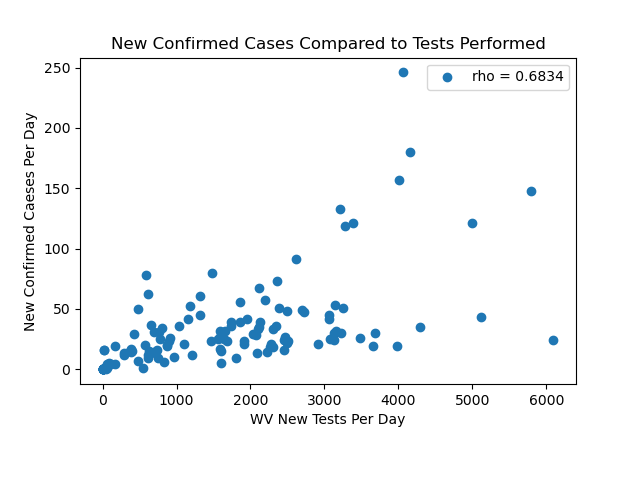 New Confirmed Cases Compared to Tests Performed
rho = 0.6834
250
200
150
100
50
0
New Confirmed Caeses Per Day
0 1000 2000 3000 4000 5000 6000
WV New Tests Per Day